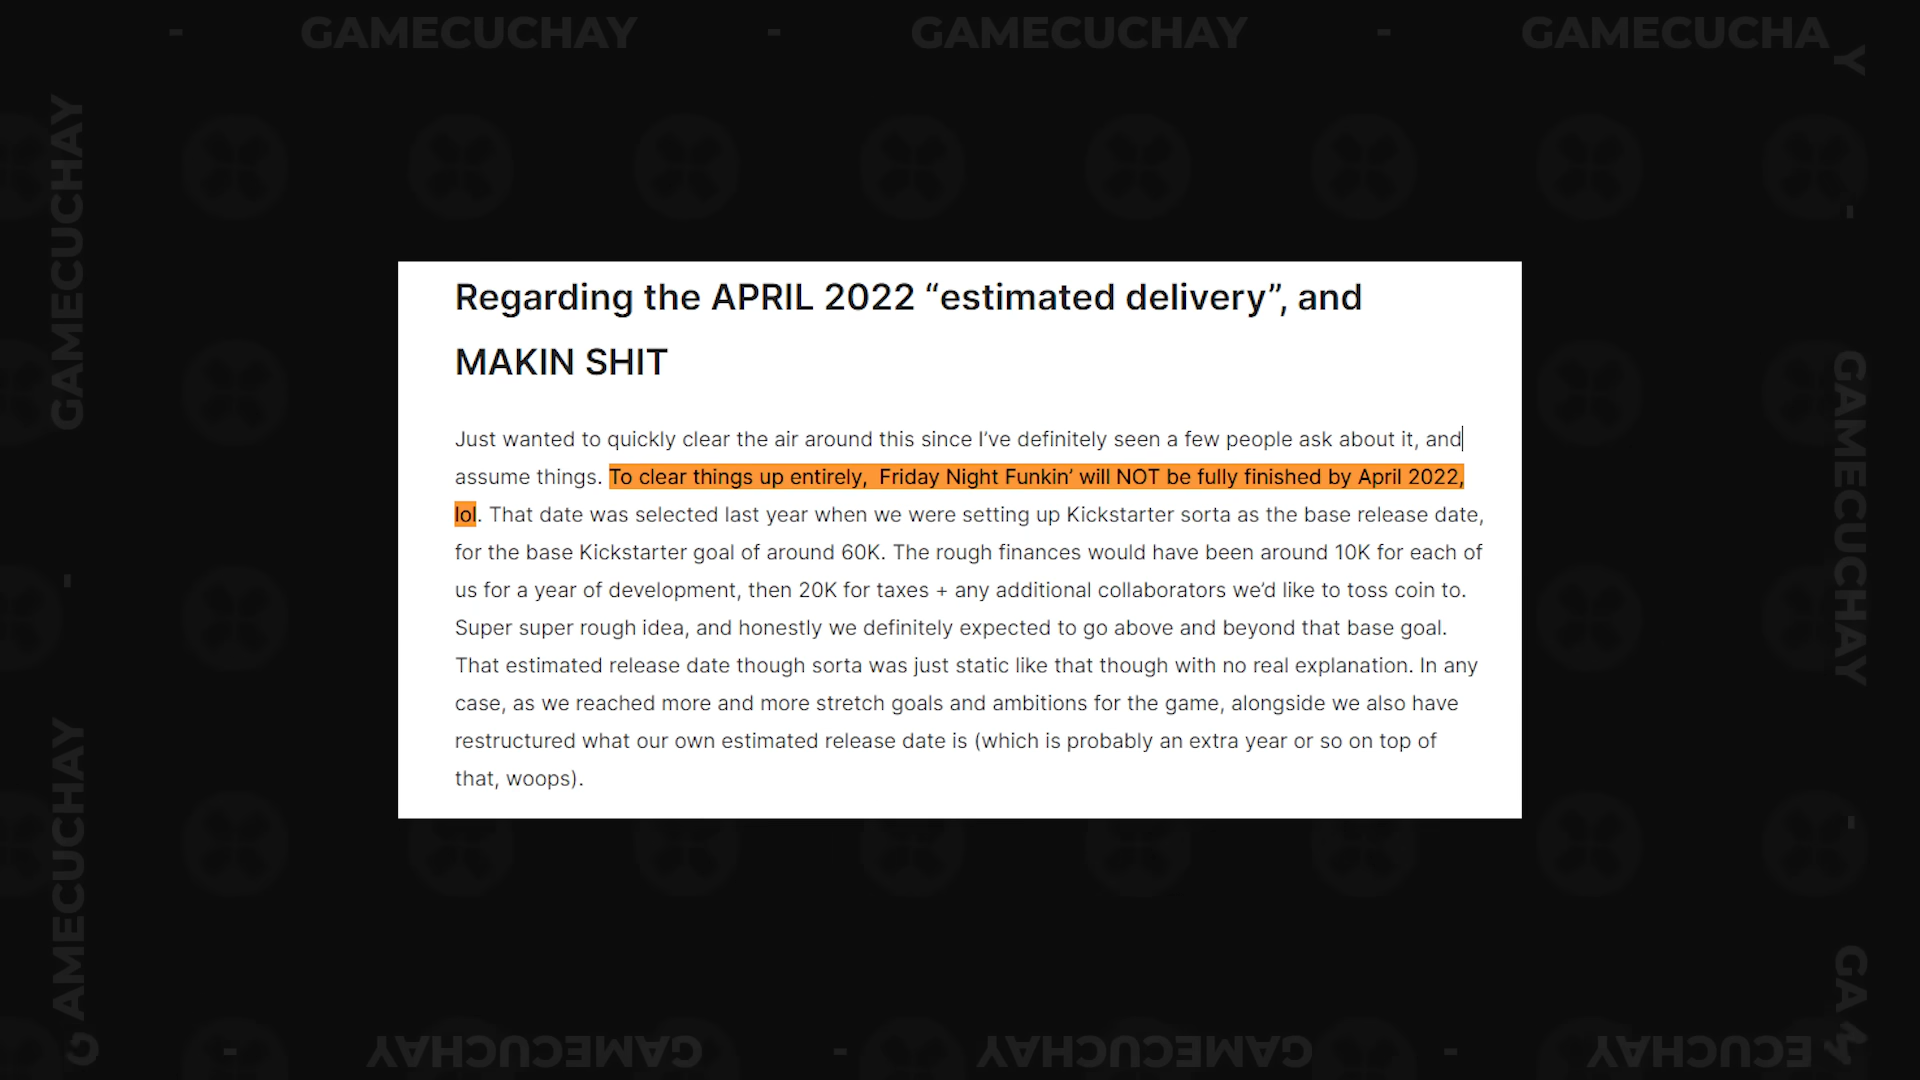 - GAMECUCHAY - GAMECUCHAY - GAMECUCHAY
GAMECUCHAY
-
GAMECUCHAY
Regarding the APRIL 2022 “estimated delivery”, and
MAKIN SHIT
Just wanted to quickly clear the air around this since I’ve definitely seen a few people ask about it, and
assume things. To clear things up entirely,  Friday Night Funkin’ will NOT be fully finished by April 2022,
lol. That date was selected last year when we were setting up Kickstarter sorta as the base release date,
for the base Kickstarter goal of around 60K. The rough finances would have been around 10K for each of
us for a year of development, then 20K for taxes + any additional collaborators we’d like to toss coin to.
Super super rough idea, and honestly we definitely expected to go above and beyond that base goal.
That estimated release date though sorta was just static like that though with no real explanation. In any
case, as we reached more and more stretch goals and ambitions for the game, alongside we also have
restructured what our own estimated release date is (which is probably an extra year or so on top of
that, woops).
-
GAMECUCHAY
-
GAMECUCHAY
- GAMECUCHAY - GAMECUCHAY -